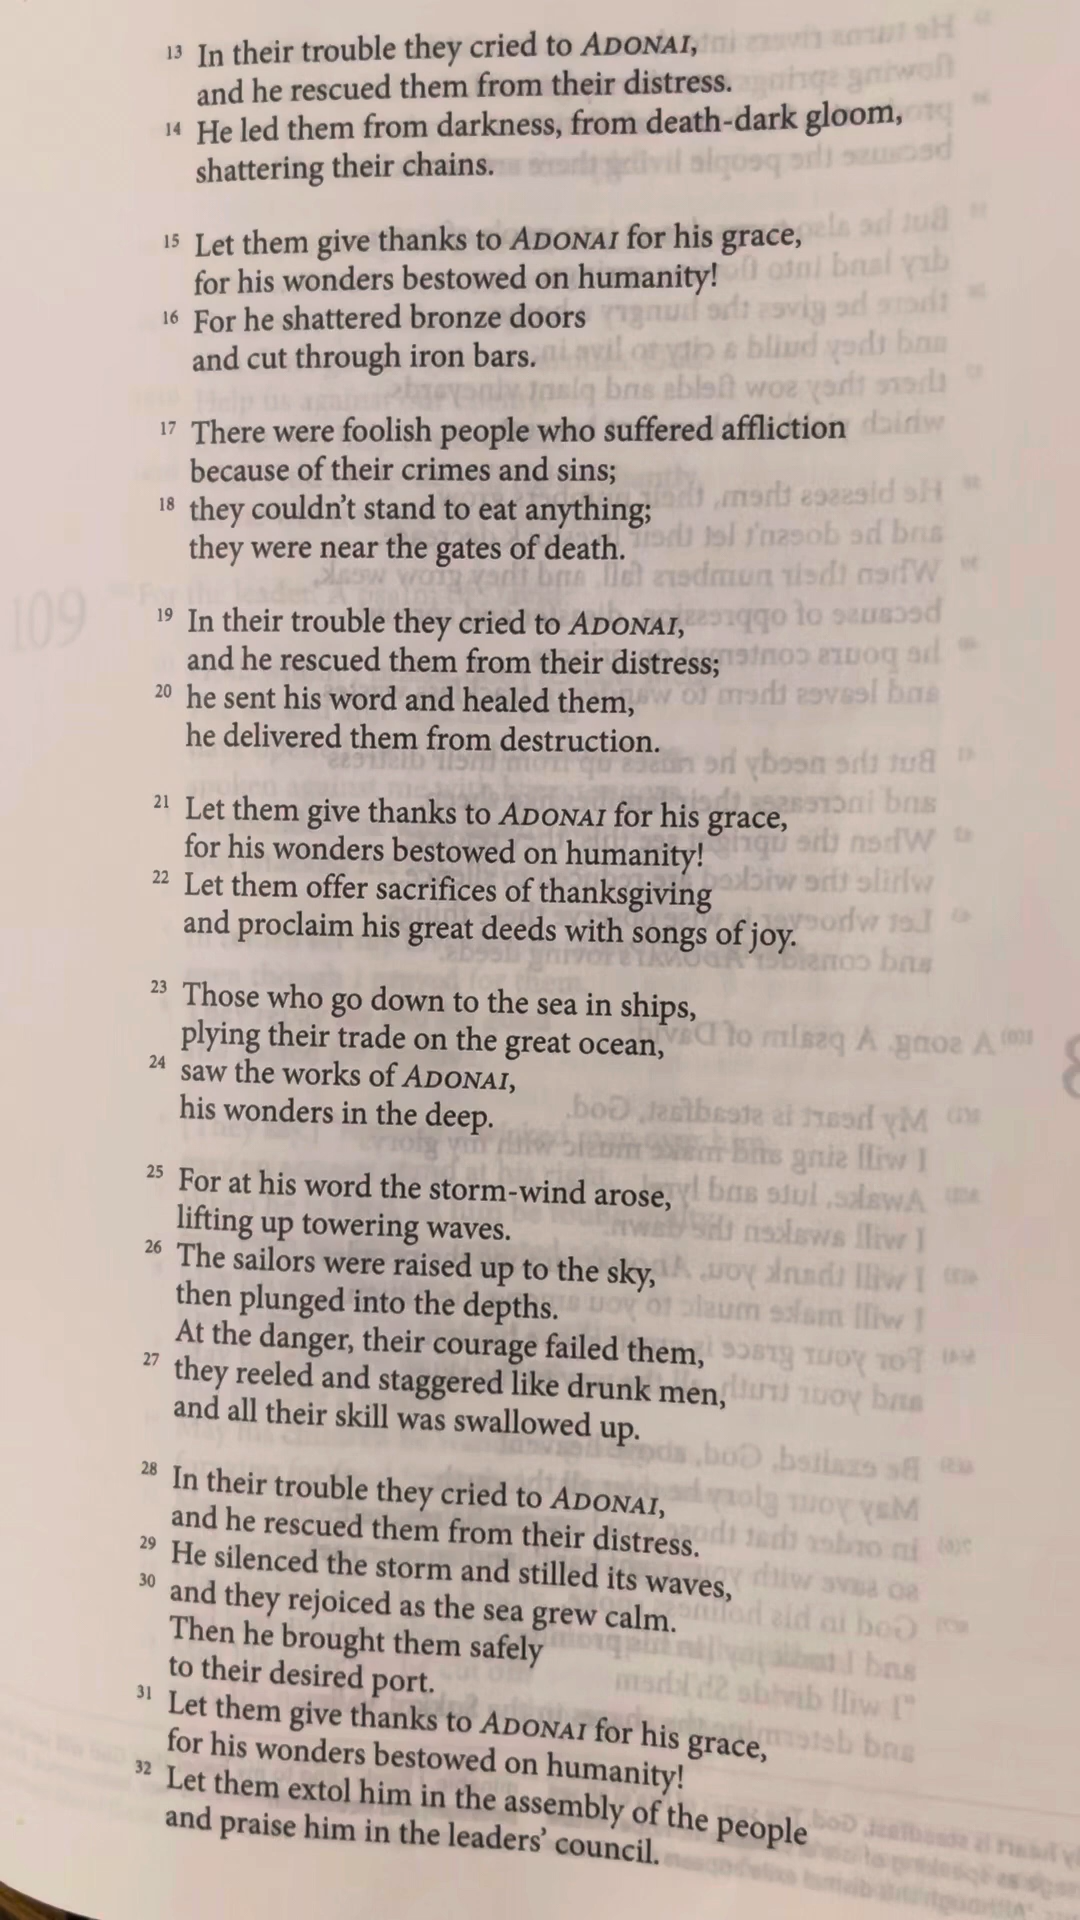 13 In their trouble they cried to ADONAI,
and he rescued them from their distress.
14 He led them from darkness, from death-dark gloom,
shattering their chains.
15 Let them give thanks to ADONAI for his grace,
for his wonders bestowed on humanity!
16 For he shattered bronze doors
and cut through iron bars.
17 There were foolish people who suffered affliction
because of their crimes and sins;
18 they couldn't stand to eat anything;
they were near the gates of death.
19 In their trouble they cried to ADONAI,
and he rescued them from their distress;
20 he sent his word and healed them,
he delivered them from destruction.
21 Let them give thanks to ADONAI for his grace,
for his wonders bestowed on humanity!
22 Let them offer sacrifices of thanksgiving
and proclaim his great deeds with songs of joy.
23 Those who go down to the sea in ships,
plying their trade on the great ocean,
24 saw the works of ADONAI,
his wonders in the deep.
25 For at his word the storm-wind arose,
lifting up towering waves.
26 The sailors were raised up to the sky,
then plunged into the depths.
At the danger, their courage failed them,
27 they reeled and staggered like drunk men,
and all their skill was swallowed up.
28 In their trouble they cried to ADONAI,
and he rescued them from their distress.
29 He silenced the storm and stilled its waves,
30 and they rejoiced as the sea grew calm.
Then he brought them safely
to their desired port.
31 Let them give thanks to ADONAI for his grace,
for his wonders bestowed on humanity!
32 Let them extol him in the assembly of the people
and praise him in the leaders' council.